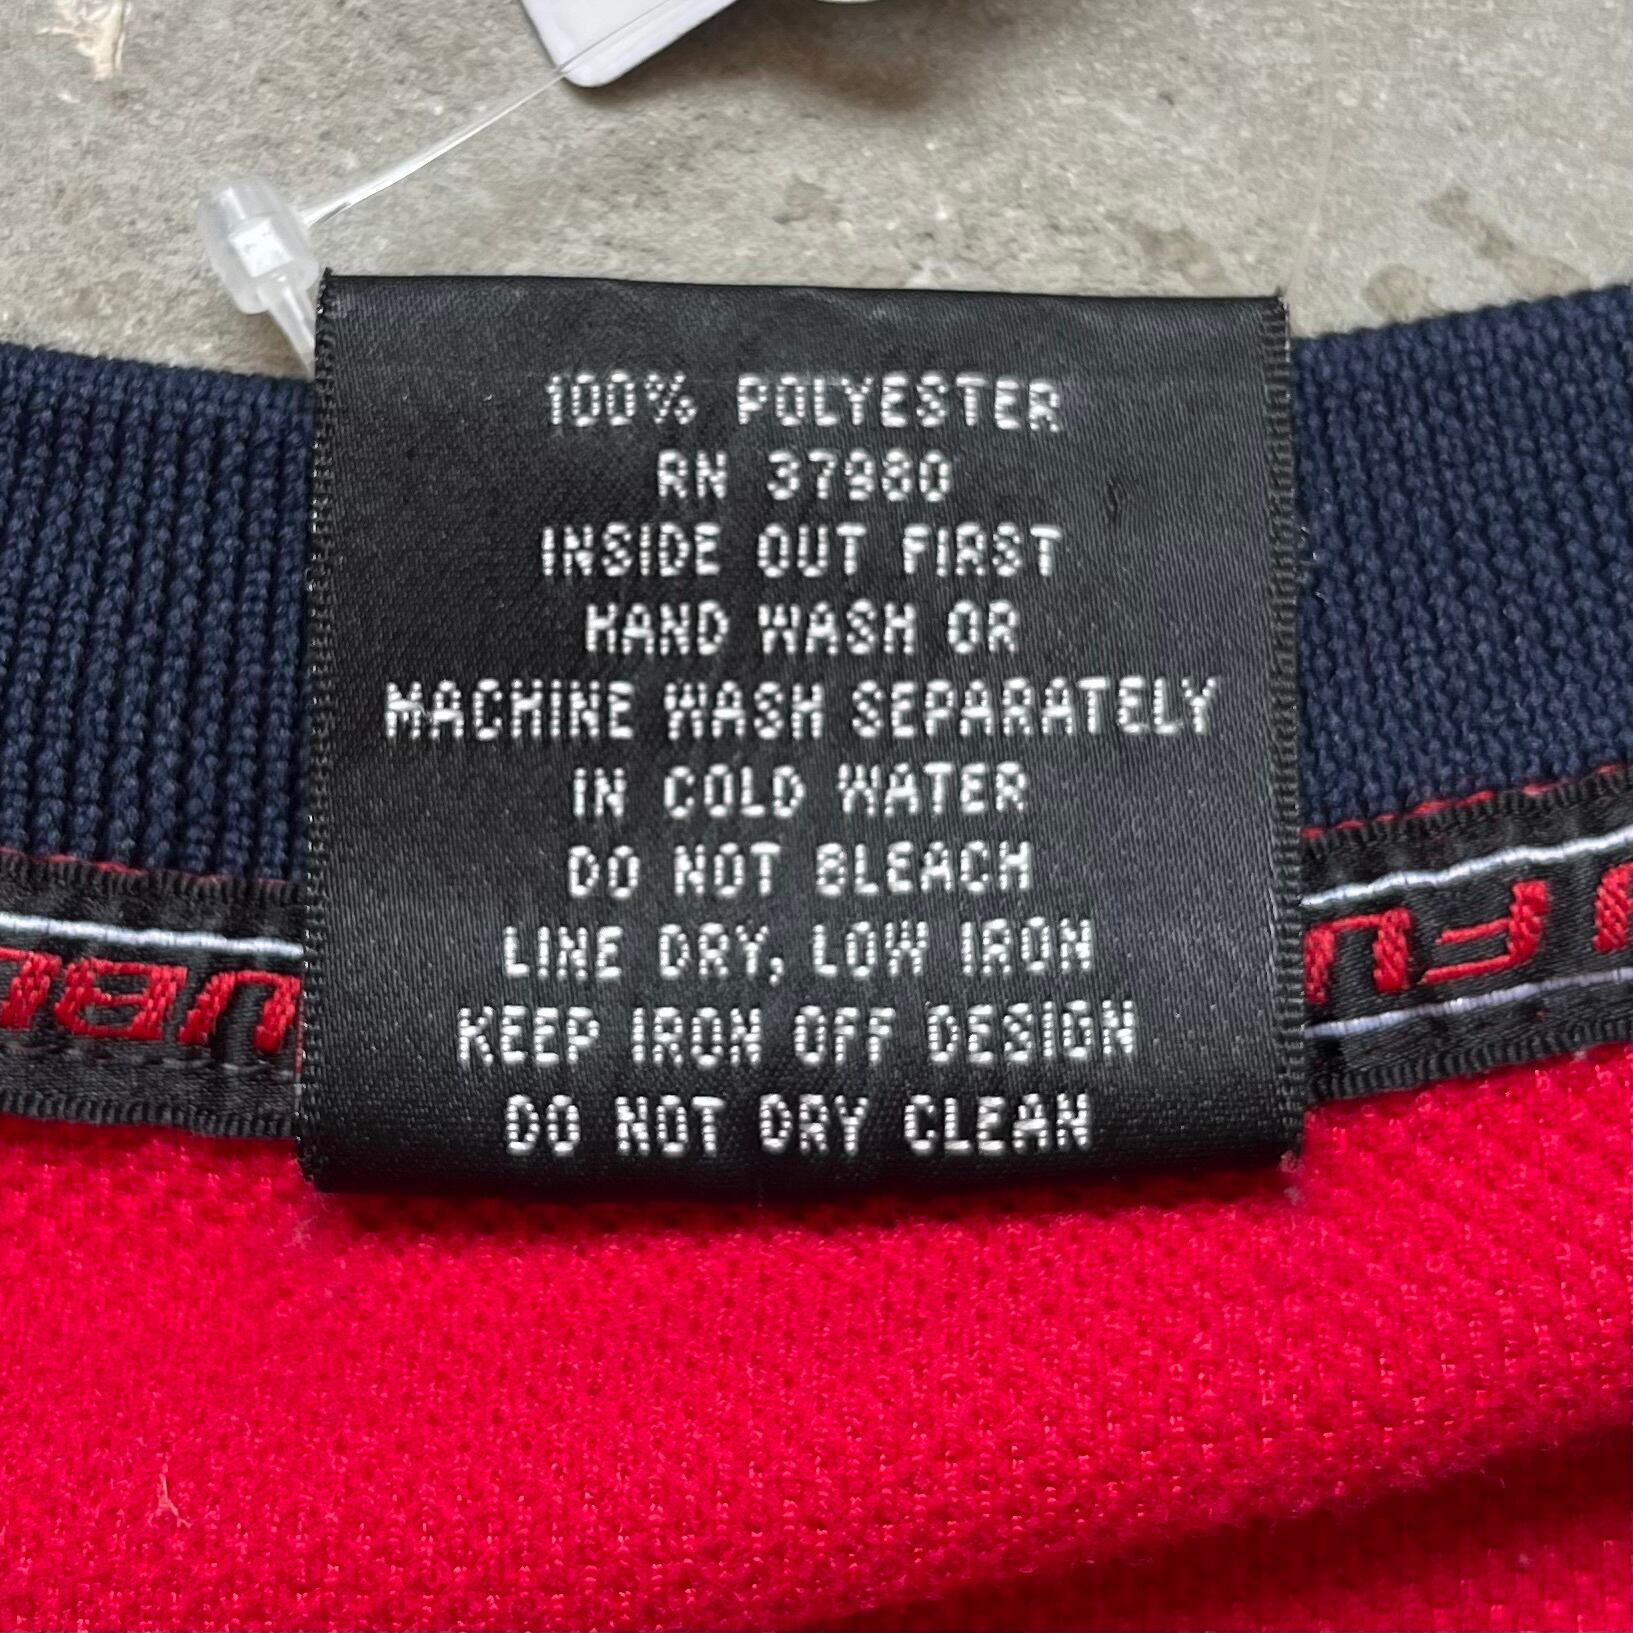 100% POLYESTER
RN 37980
INSIDE OUT FIRST
HAND WASH OR
MACHINE WASH SEPARATELY
IN COLD WATER
DO NOT BLEACH
LINE DRY, LOW IRON
KEEP IRON OFF DESIGN
DO NOT DRY CLEAN